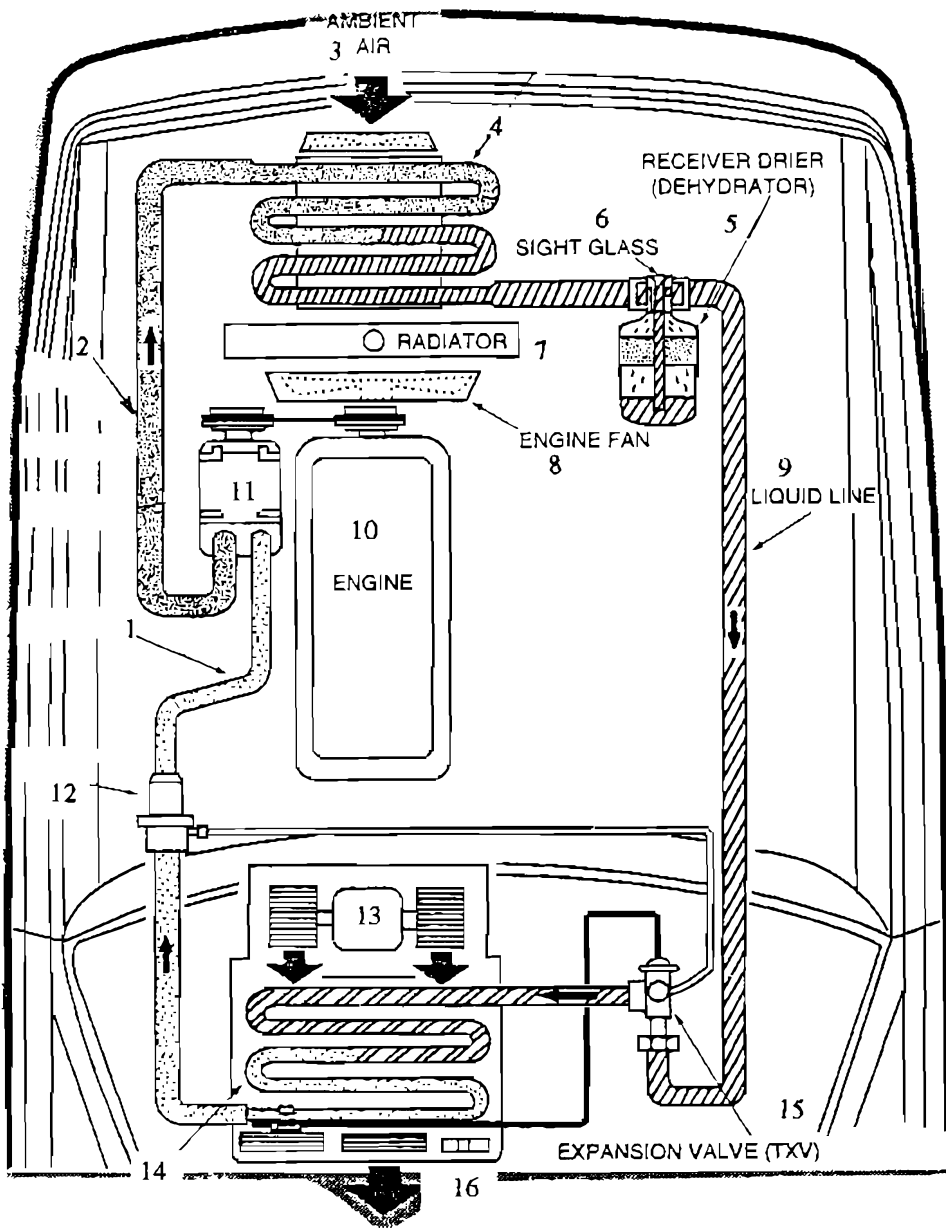 AMBIENT
3 AIR
4
RECEIVER DRIER
(DEHYDRATOR)
6
5
SIGHT GLASS
2
RADIATOR 7
ENGINE FAN
8
9
LIQUID LINE
11
10
ENGINE
1
12
13
15
EXPANSION VALVE (TXV)
14
16